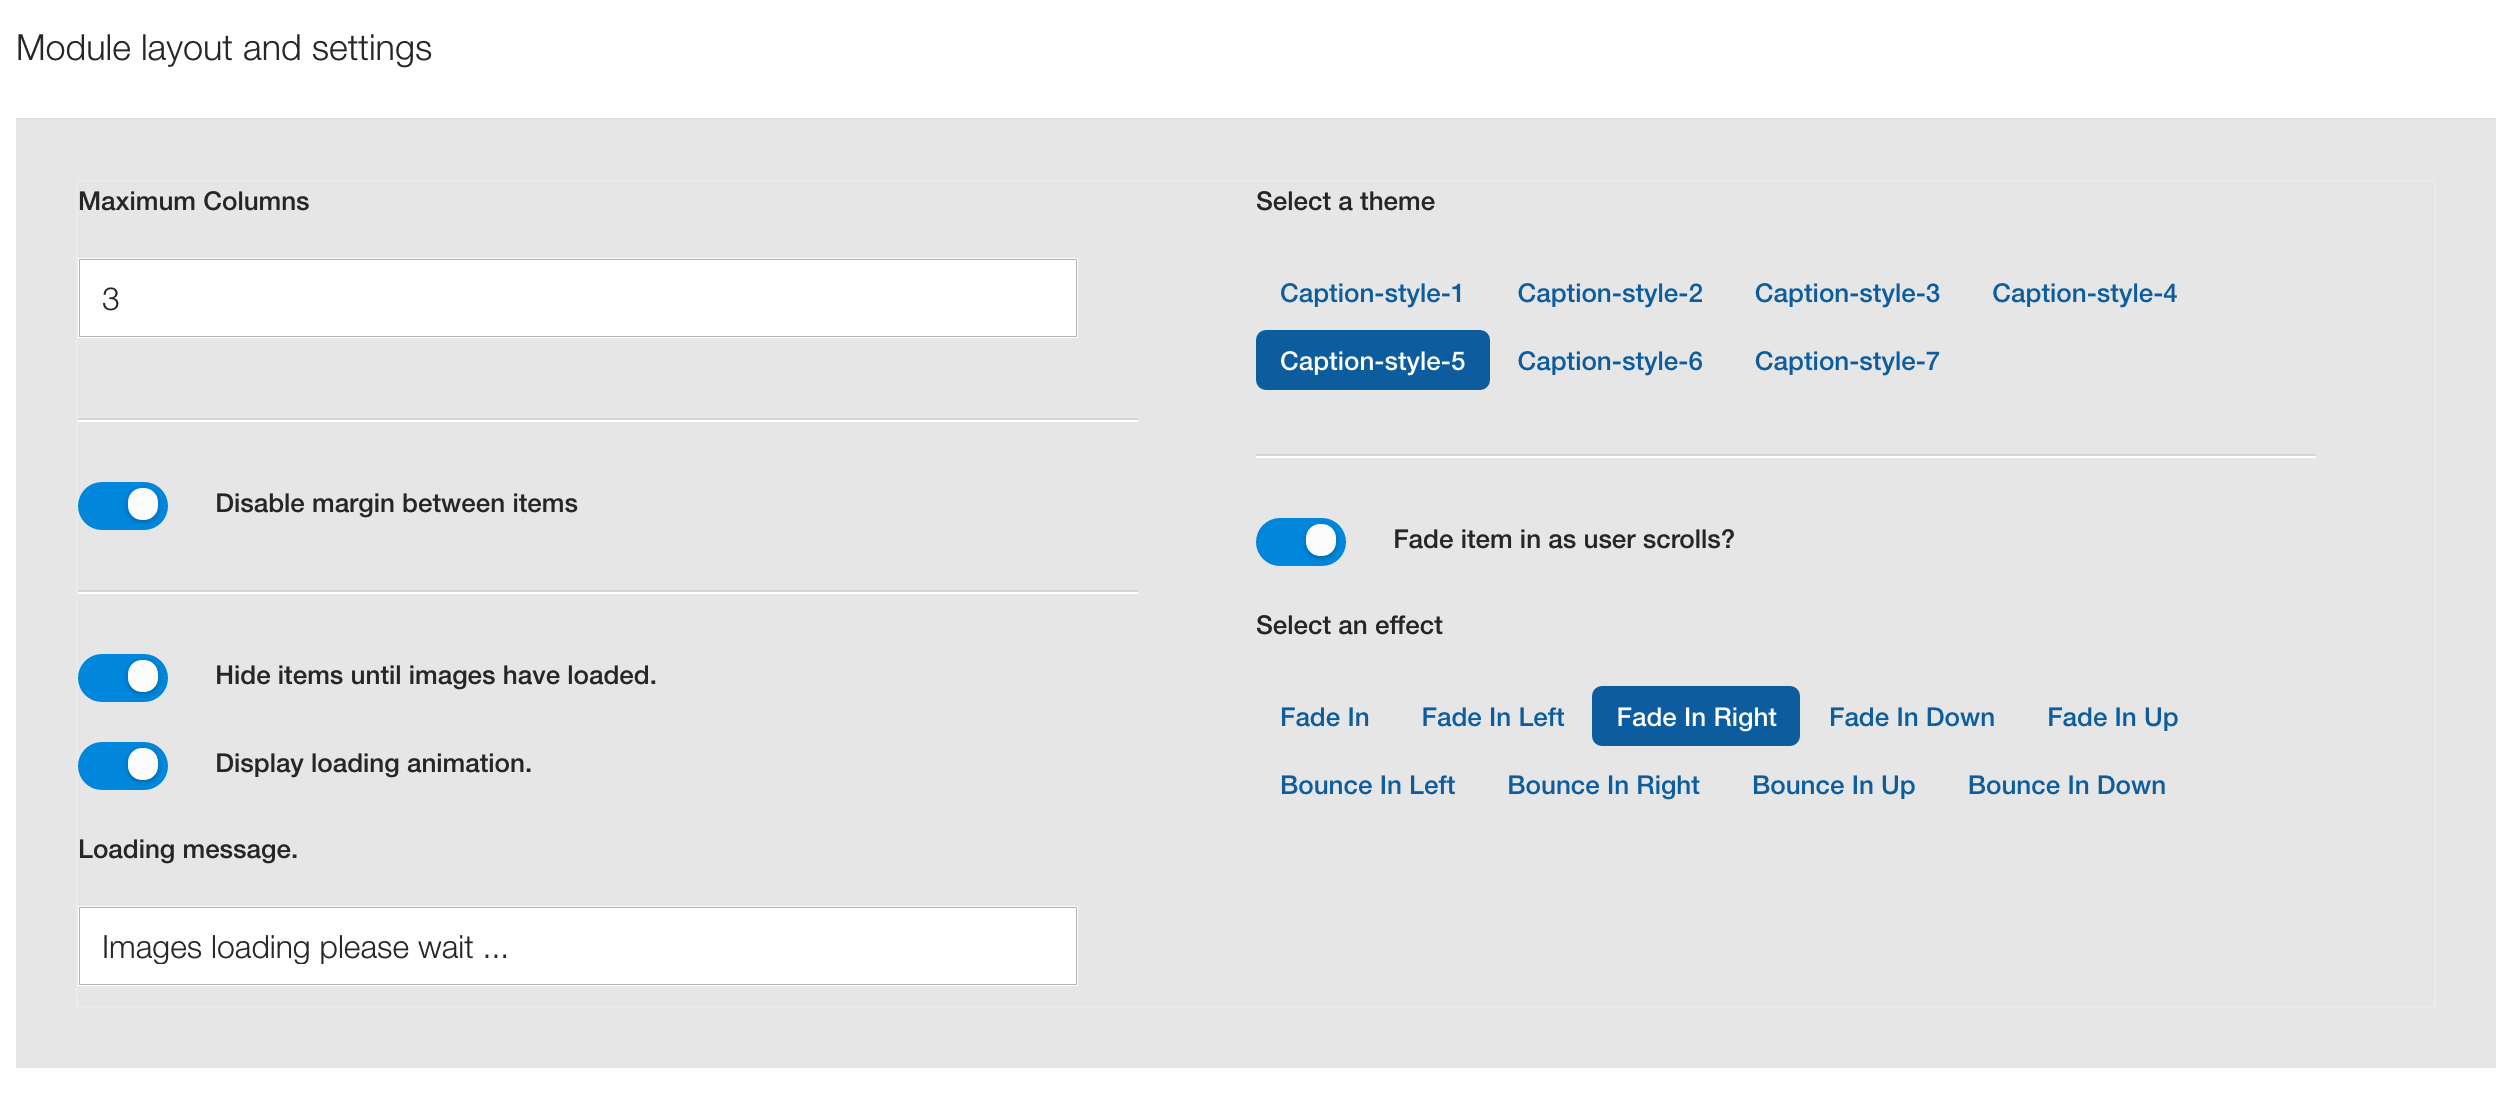 Module layout and settings
Maximum Columns
3
Disable margin between items
Hide items until images have loaded.
Display loading animation.
Loading message.
Images loading please wait ...
Select a theme
Caption-style-1 Caption-style-2 Caption-style-3 Caption-style-4
Caption-style-5 Caption-style-6 Caption-style-7
Fade item in as user scrolls?
Select an effect
Fade In Fade In Left Fade In Right Fade In Down Fade In Up
Bounce In Left Bounce In Right Bounce In Up Bounce In Down